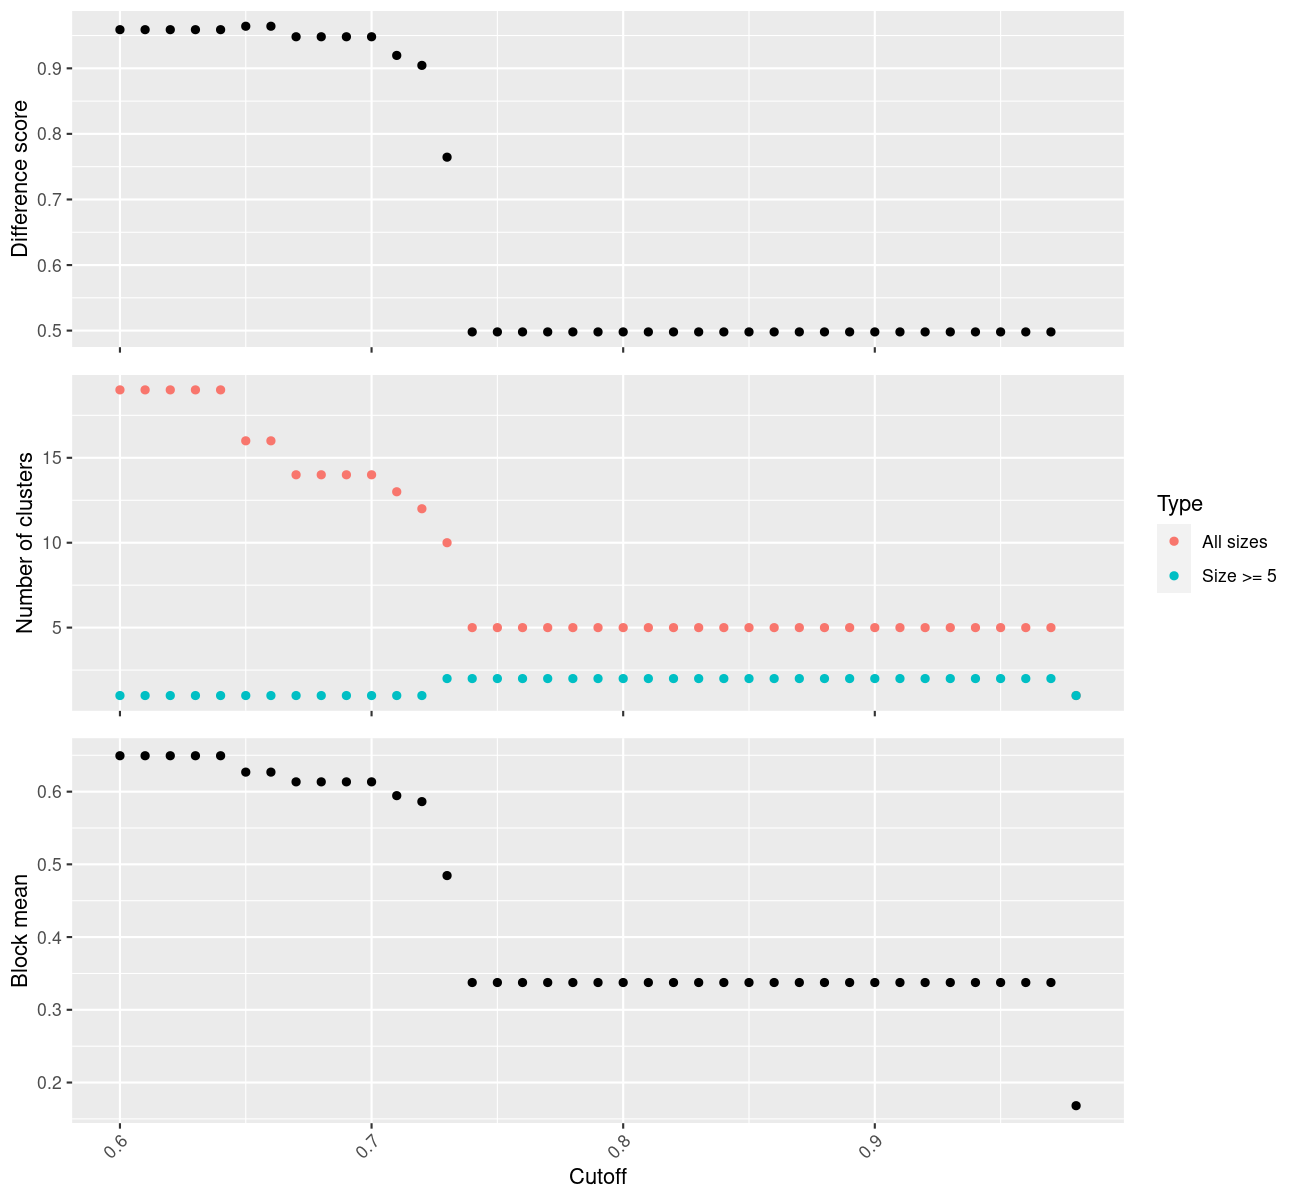 Difference score
0.9
0.8
0.7
0.6
0.5
Number of clusters
15
10
5
Type
All sizes
Size >= 5
Block mean
0.6
0.5
0.4
0.3
0.2
0.6 0.7 0.8 0.9
Cutoff